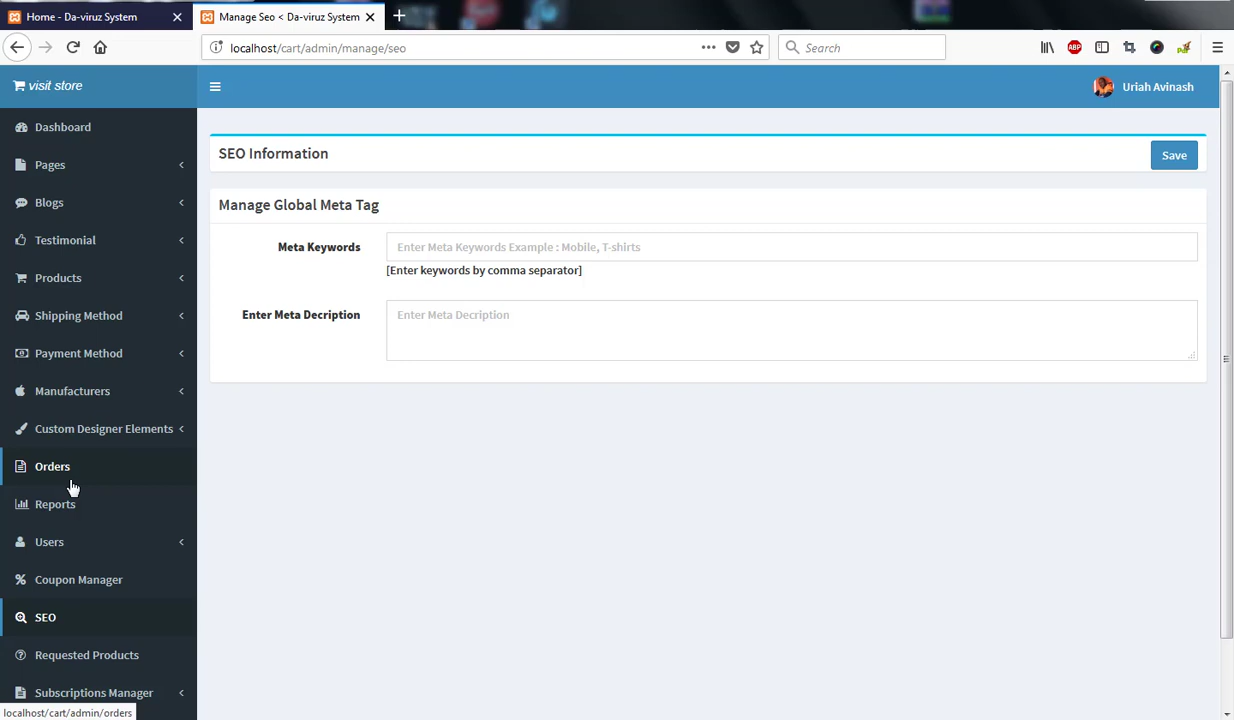 Home - Da-viruz System
Manage Seo < Da-viruz System
localhost/cart/admin/manage/seo
Search
ABP
visit store
Uriah Avinash
Dashboard
Pages
Blogs
Testimonial
Products
Shipping Method
Payment Method
Manufacturers
Custom Designer Elements
Orders
Reports
Users
Coupon Manager
SEO
Requested Products
Subscriptions Manager
SEO Information
Save
Manage Global Meta Tag
Meta Keywords
Enter Meta Keywords Example : Mobile, T-shirts
[Enter keywords by comma separator]
Enter Meta Decription
Enter Meta Decription
localhost/cart/admin/orders